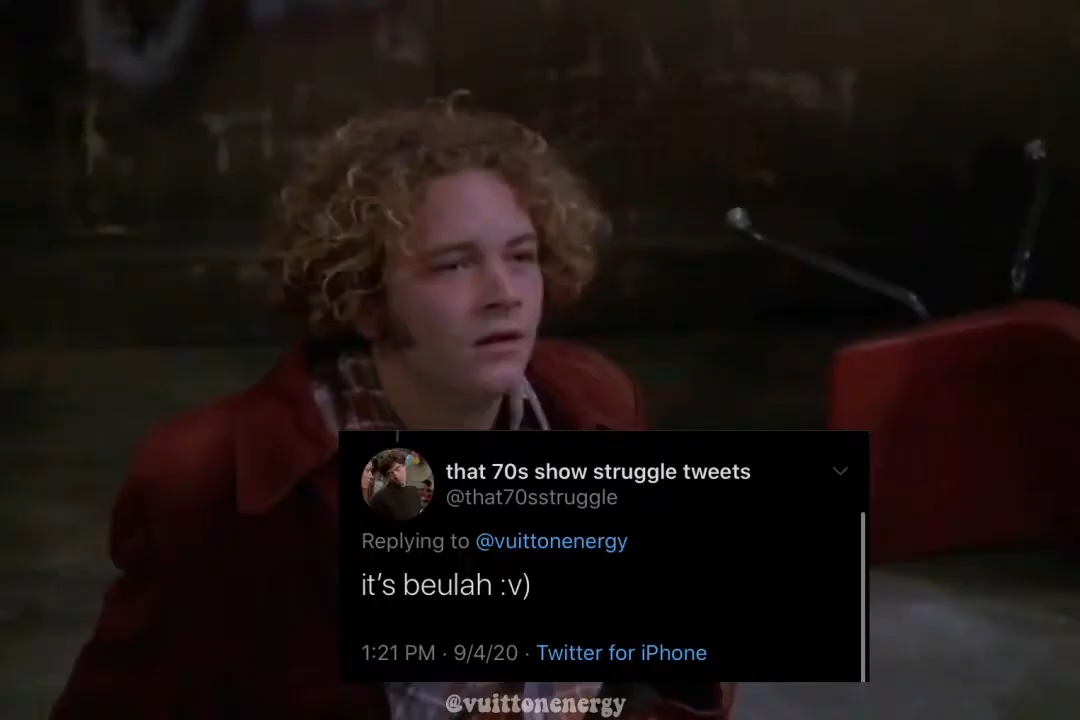 that 70s show struggle tweets
@that70sstruggle
Replying to @vuittonenergy
it’s beulah :v)
1:21 PM · 9/4/20 · Twitter for iPhone
@vuittonenergy